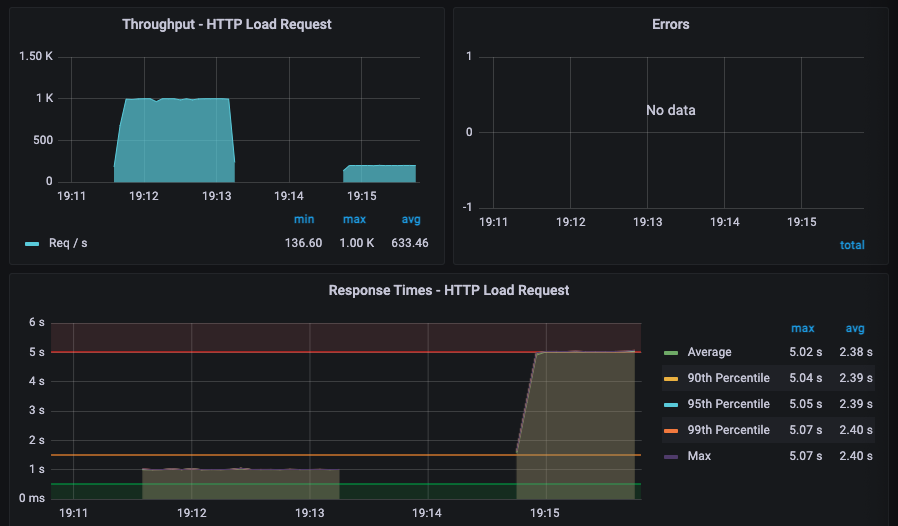 Throughput - HTTP Load Request
1.50 K
1 K
500
0
19:11 19:12 19:13 19:14 19:15
min max avg
Req / s 136.60 1.00 K 633.46
Errors
1
No data
0
-1
19:11 19:12 19:13 19:14 19:15
total
Response Times - HTTP Load Request
6 s
5 s
4 s
3 s
2 s
1 s
0 ms
19:11 19:12 19:13 19:14 19:15
max avg
Average 5.02 s 2.38 s
90th Percentile 5.04 s 2.39 s
95th Percentile 5.05 s 2.39 s
99th Percentile 5.07 s 2.40 s
Max 5.07 s 2.40 s